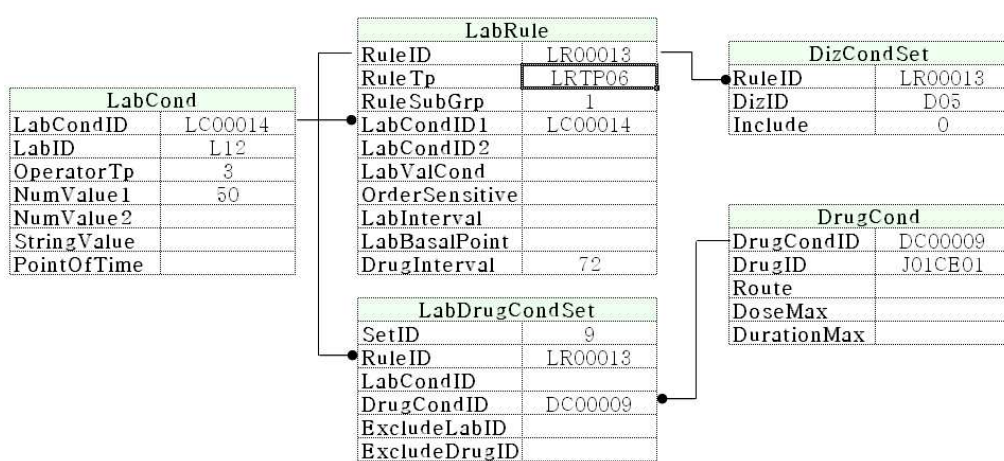 LabCond
LabCondID LC00014
LabID L12
OperatorTp 3
NumValue1 50
NumValue2
StringValue
PointOfTime
LabRule
RuleID LR00013
RuleTp LRTP06
RuleSubGrp 1
LabCondID1 LC00014
LabCondID2
LabValCond
OrderSensitive
LabInterval
LabBasalPoint
DrugInterval 72
LabDrugCondSet
SetID 9
RuleID LR00013
LabCondID
DrugCondID DC00009
ExcludeLabID
ExcludeDrugID
DizCondSet
RuleID LR00013
DizID D05
Include 0
DrugCond
DrugCondID DC00009
DrugID J01CE01
Route
DoseMax
DurationMax